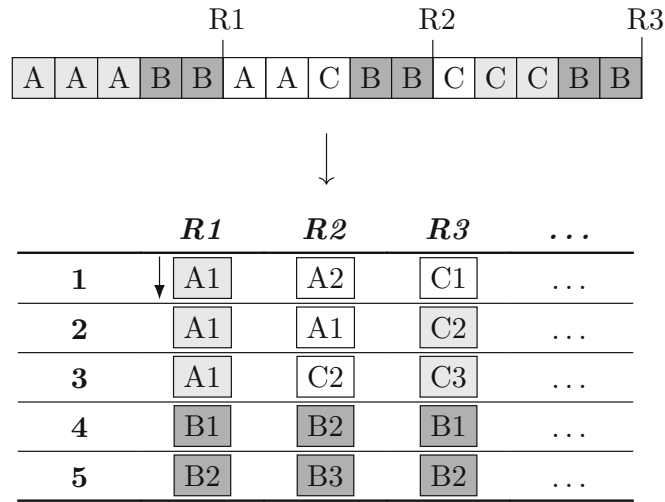 R1 R2 R3
A A A B B A A C B B C C C B B
R1 R2 R3 ...
1 A1 A2 C1 ...
2 A1 A1 C2 ...
3 A1 C2 C3 ...
4 B1 B2 B1 ...
5 B2 B3 B2 ...